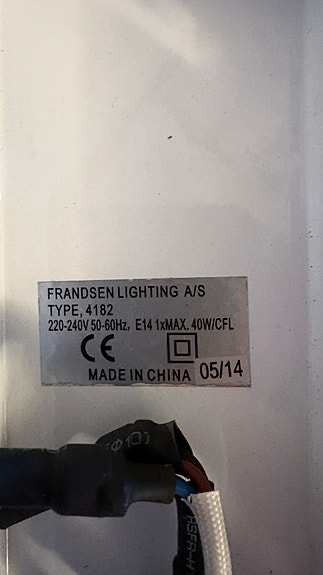 FRANDSEN LIGHTING A/S
TYPE, 4182
220-240V 50-60Hz, E14 1xMAX. 40W/CFL
CE
MADE IN CHINA 05/14